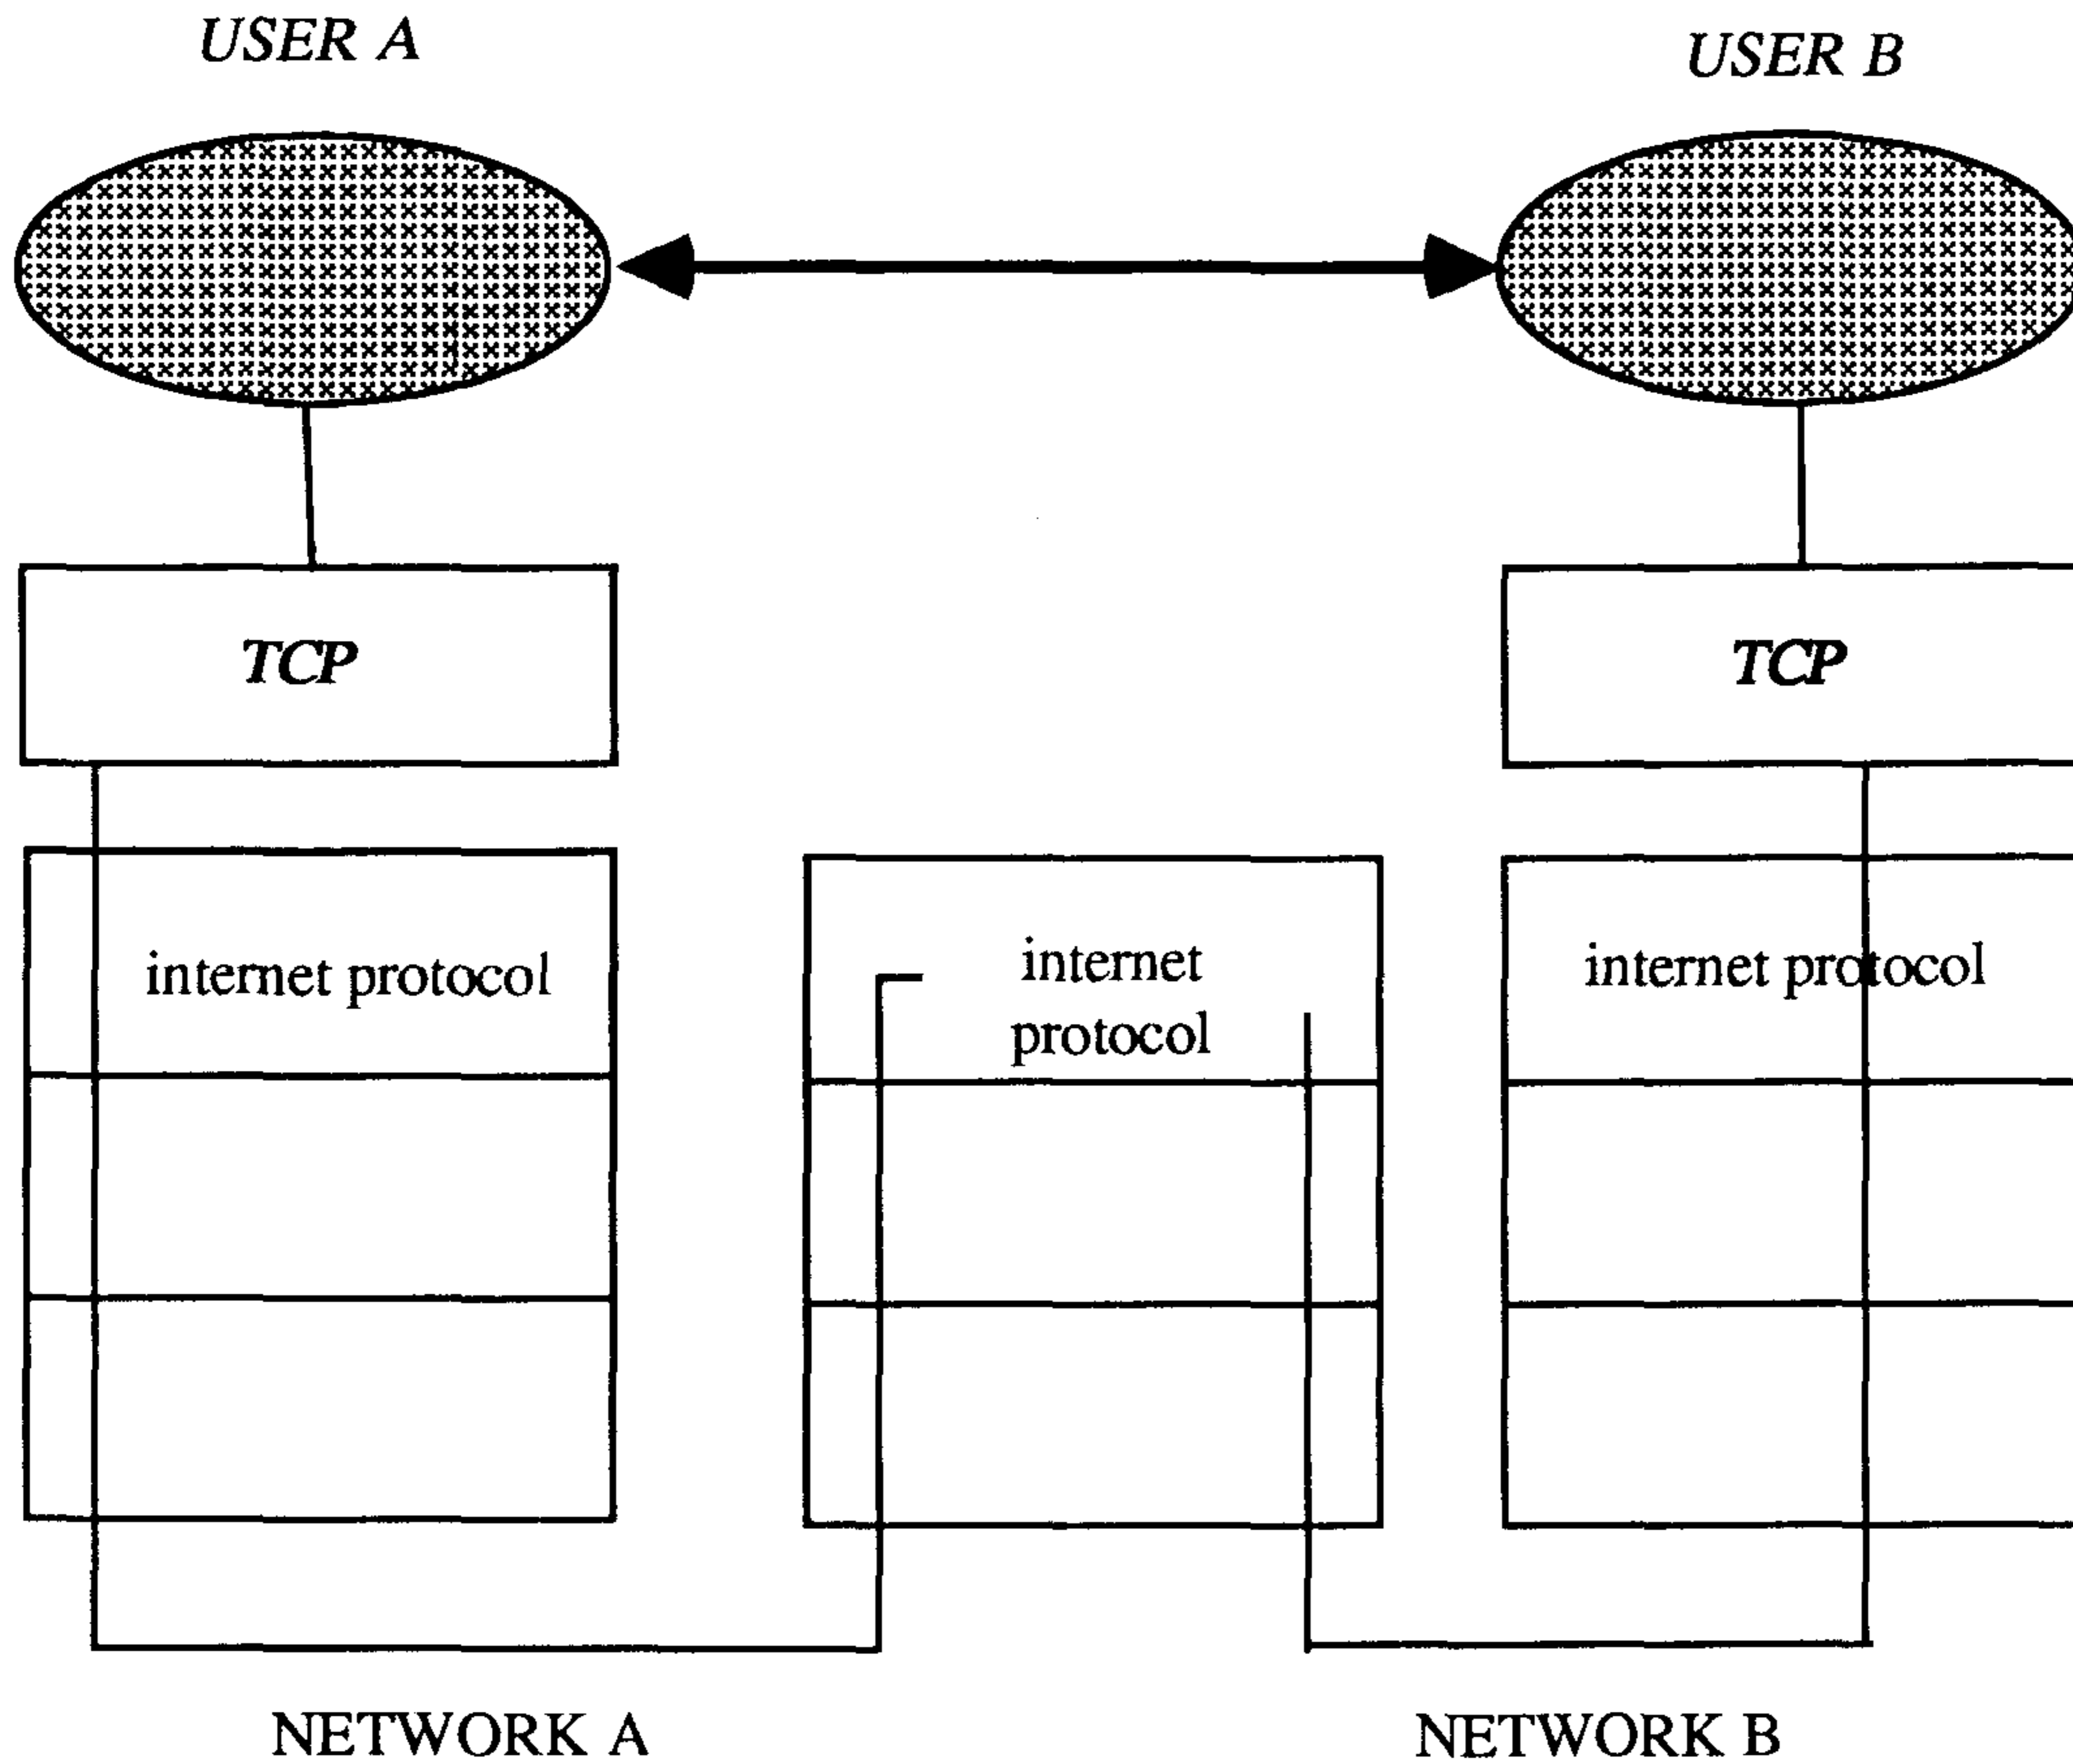 USER A
USER B
TCP
TCP
internet protocol
internet
protocol
internet protocol
NETWORK A
NETWORK B